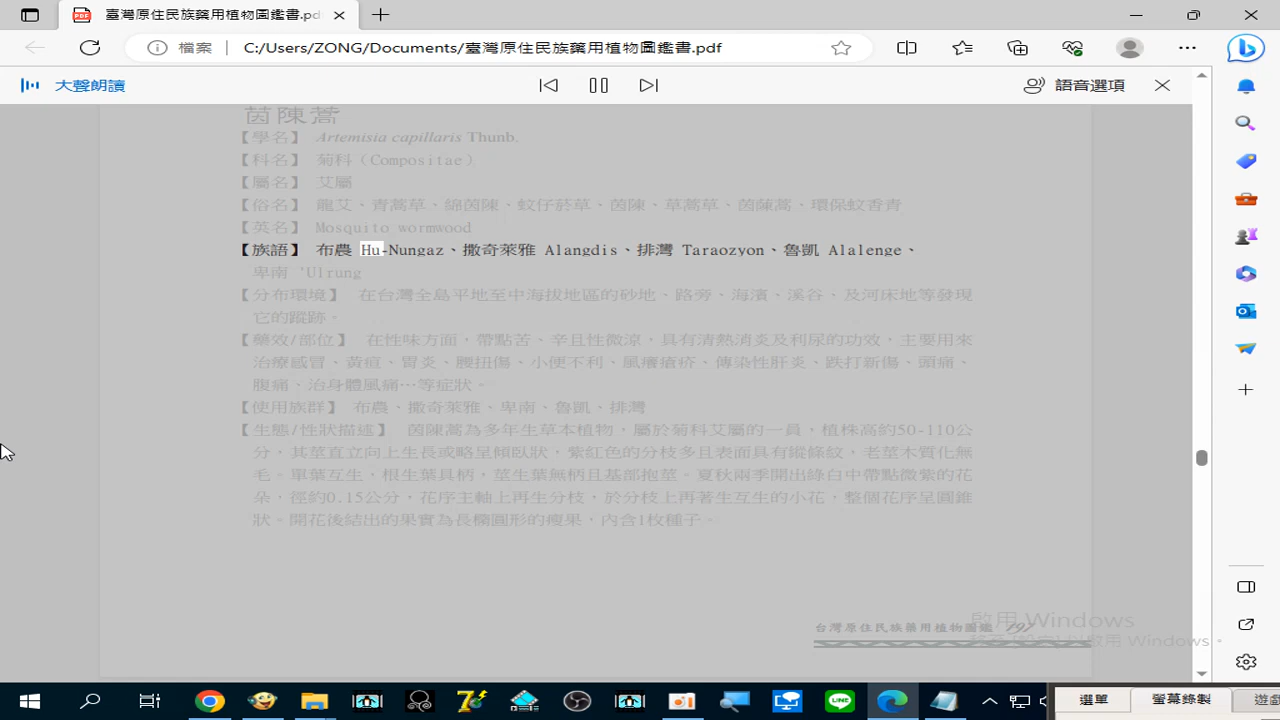 臺灣原住民族藥用植物圖鑑書.pdf
檔案
C:/Users/ZONG/Documents/臺灣原住民族藥用植物圖鑑書.pdf
大聲朗讀
語音選項
茵陳蒿
【學名】 Artemisia capillaris Thunb.
【科名】 菊科（Compositae）
【屬名】 艾屬
【俗名】 龍艾、青蒿草、綿茵陳、蚊仔菸草、茵陳、草蒿草、茵蔯蒿、環保蚊香青
【英名】 Mosquito wormwood
【族語】 布農 Hu-Nungaz、撒奇萊雅 Alangdis、排灣 Taraozyon、魯凱 Alalenge、
卑南 'Ulrung
【分布環境】 在台灣全島平地至中海拔地區的砂地、路旁、海濱、溪谷、及河床地等發現
它的蹤跡。
【藥效/部位】 在性味方面，帶點苦、辛且性微涼，具有清熱消炎及利尿的功效，主要用來
治療感冒、黃疸、胃炎、腰扭傷、小便不利、風癢瘡疥、傳染性肝炎、跌打新傷、頭痛、
腹痛、治身體風痛…等症狀。
【使用族群】 布農、撒奇萊雅、卑南、魯凱、排灣
【生態/性狀描述】 茵陳蒿為多年生草本植物，屬於菊科艾屬的一員，植株高約50-110公
分，其莖直立向上生長或略呈傾臥狀，紫紅色的分枝多且表面具有縱條紋，老莖木質化無
毛。單葉互生、根生葉具柄，莖生葉無柄且基部抱莖。夏秋兩季開出綠白中帶點微紫的花
朵，徑約0.15公分，花序主軸上再生分枝，於分枝上再著生互生的小花，整個花序呈圓錐
狀。開花後結出的果實為長橢圓形的瘦果，內含1枚種子。
台灣原住民族藥用植物圖鑑 797
啟用 Windows
移至 [設定] 以啟用 Windows。
選單
螢幕錄製